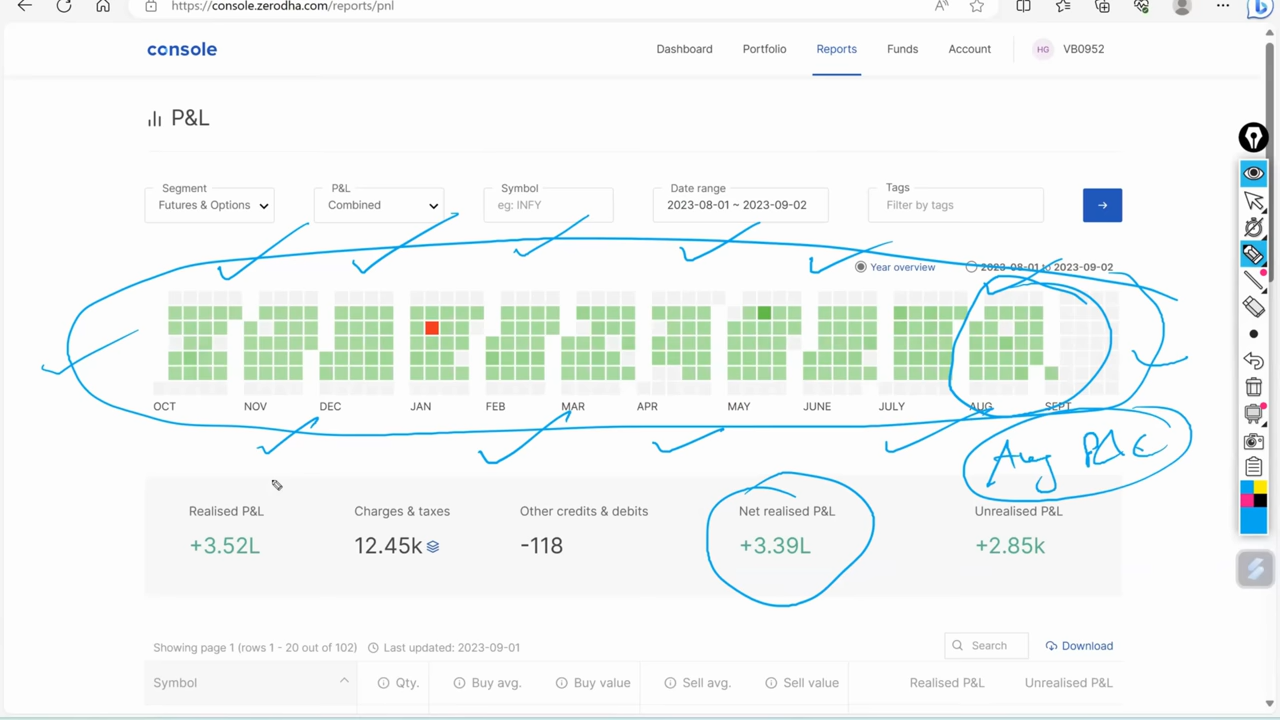 https://console.zerodha.com/reports/pnl
console
Dashboard Portfolio Reports Funds Account HG VB0952
P&L
Segment P&L Symbol Date range Tags
Futures & Options Combined eg: INFY 2023-08-01 ~ 2023-09-02 Filter by tags
Year overview 2023-08-01 to 2023-09-02
OCT NOV DEC JAN FEB MAR APR MAY JUNE JULY AUG SEPT
Aug P&L
Realised P&L Charges & taxes Other credits & debits Net realised P&L Unrealised P&L
+3.52L 12.45k -118 +3.39L +2.85k
Showing page 1 (rows 1 - 20 out of 102) Last updated: 2023-09-01 Search Download
Symbol Qty. Buy avg. Buy value Sell avg. Sell value Realised P&L Unrealised P&L